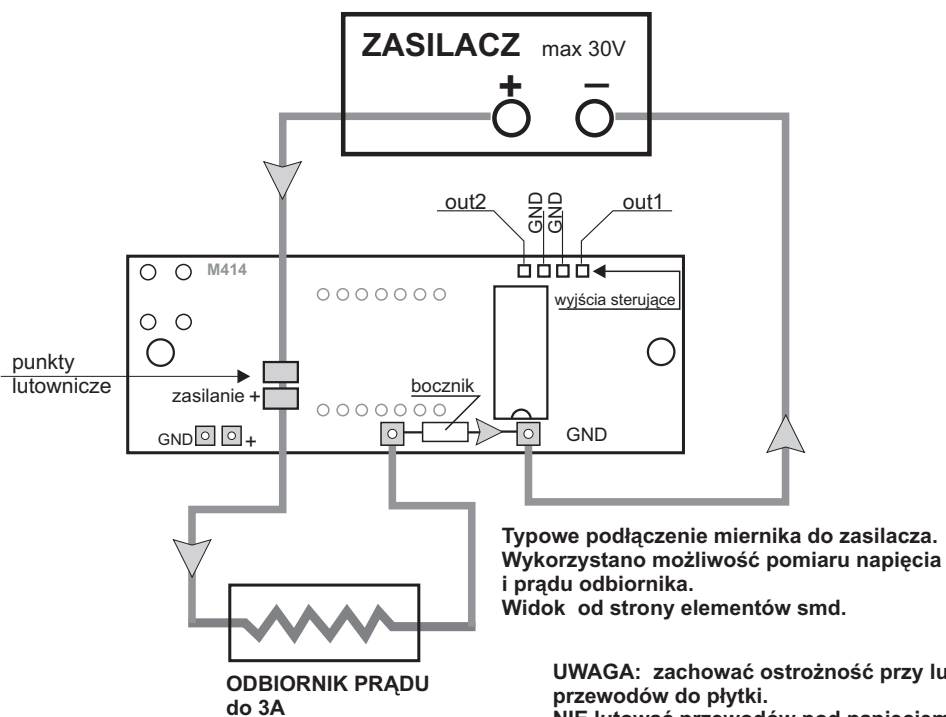 ZASILACZ max 30V
+ −
out2 GND GND out1
M414
wyjścia sterujące
punkty
lutownicze
zasilanie +
bocznik
GND +
GND
Typowe podłączenie miernika do zasilacza.
Wykorzystano możliwość pomiaru napięcia
i prądu odbiornika.
Widok od strony elementów smd.
ODBIORNIK PRĄDU
do 3A
UWAGA: zachować ostrożność przy lu
przewodów do płytki.